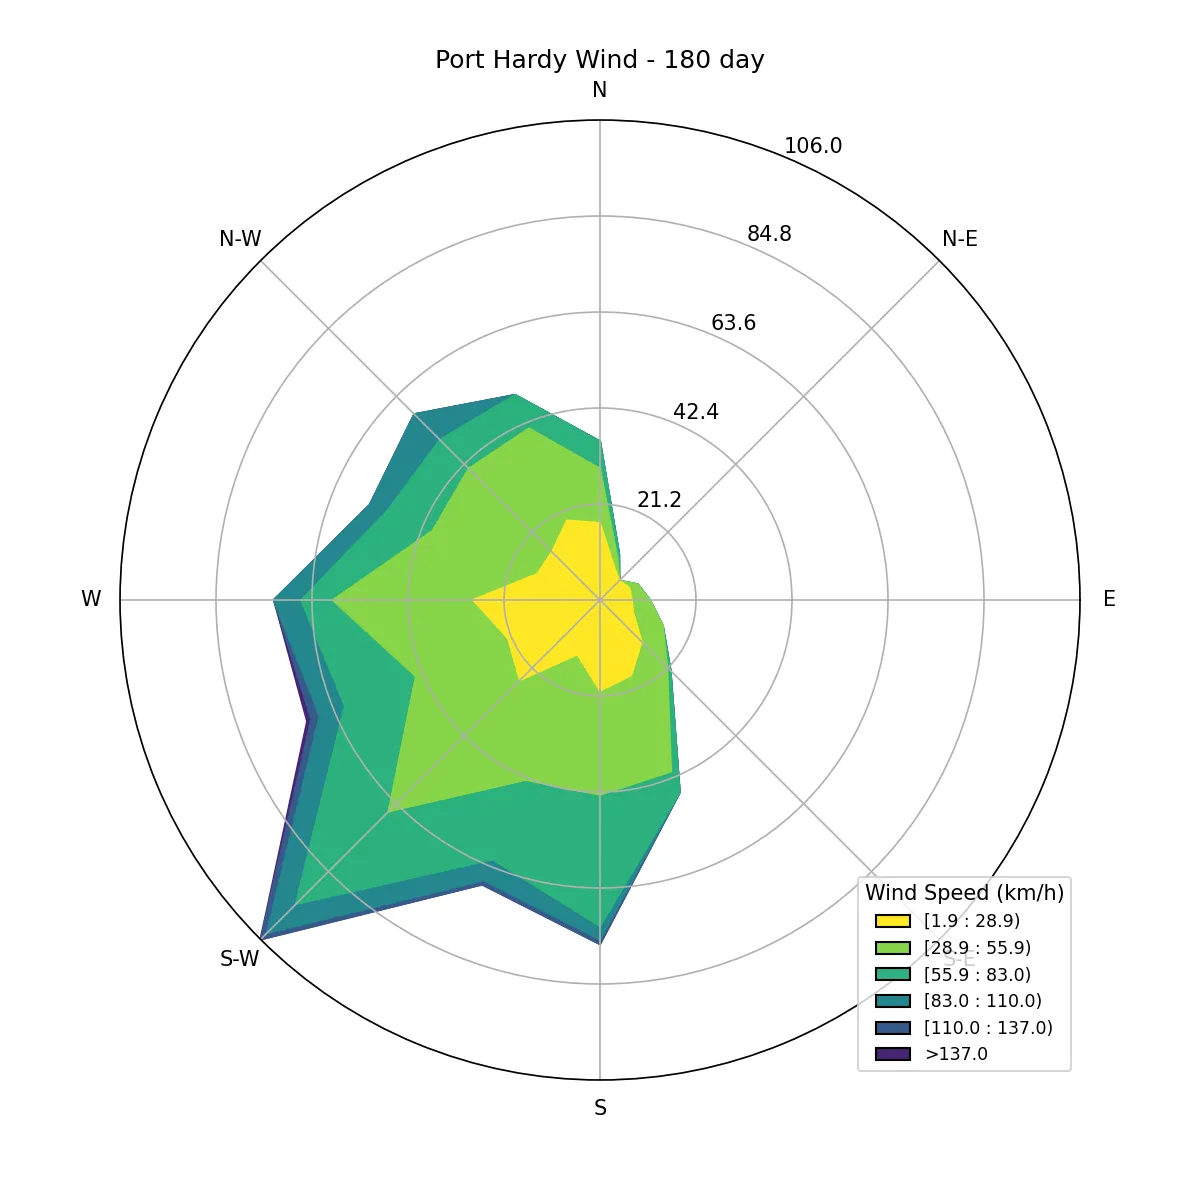 Port Hardy Wind - 180 day
N
106.0
84.8
N-W
N-E
63.6
42.4
21.2
W
E
S-W
S-E
Wind Speed (km/h)
[1.9 : 28.9)
[28.9 : 55.9)
[55.9 : 83.0)
[83.0 : 110.0)
[110.0 : 137.0)
>137.0
S